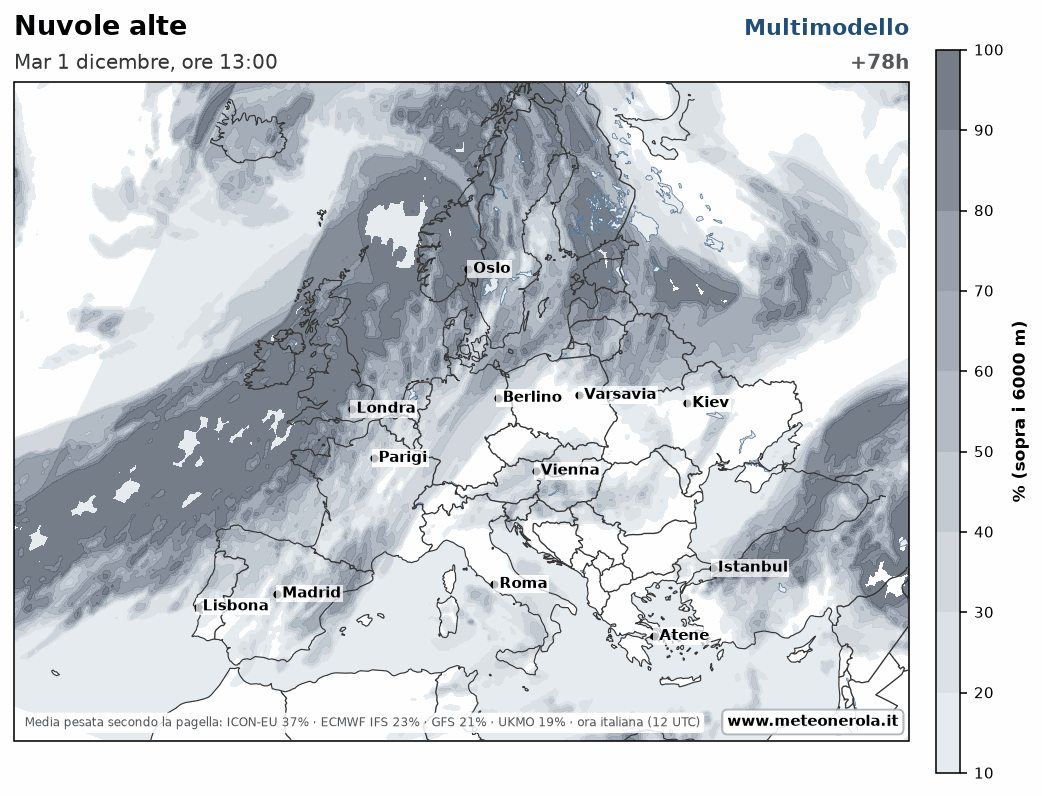 Nuvole alte
Multimodello
Mar 1 dicembre, ore 13:00
+78h
100
90
80
70
60
50
40
30
20
10
% (sopra i 6000 m)
Oslo
Londra
Berlino
Varsavia
Kiev
Parigi
Vienna
Istanbul
Roma
Madrid
Lisbona
Atene
Media pesata secondo la pagella: ICON-EU 37% · ECMWF IFS 23% · GFS 21% · UKMO 19% · ora italiana (12 UTC)
www.meteonerola.it